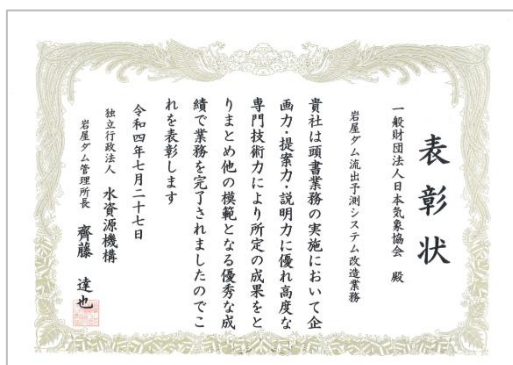 表彰状
一般財団法人日本気象協会 殿
岩屋ダム流出予測システム改造業務
貴社は頭書業務の実施において企
画力・提案力・説明力に優れ高度な
専門技術力により所定の成果をと
りまとめ他の模範となる優秀な成
績で業務を完了されましたのでこ
れを表彰します
令和四年七月二十七日
独立行政法人 水資源機構
岩屋ダム管理所長 齊藤 達也